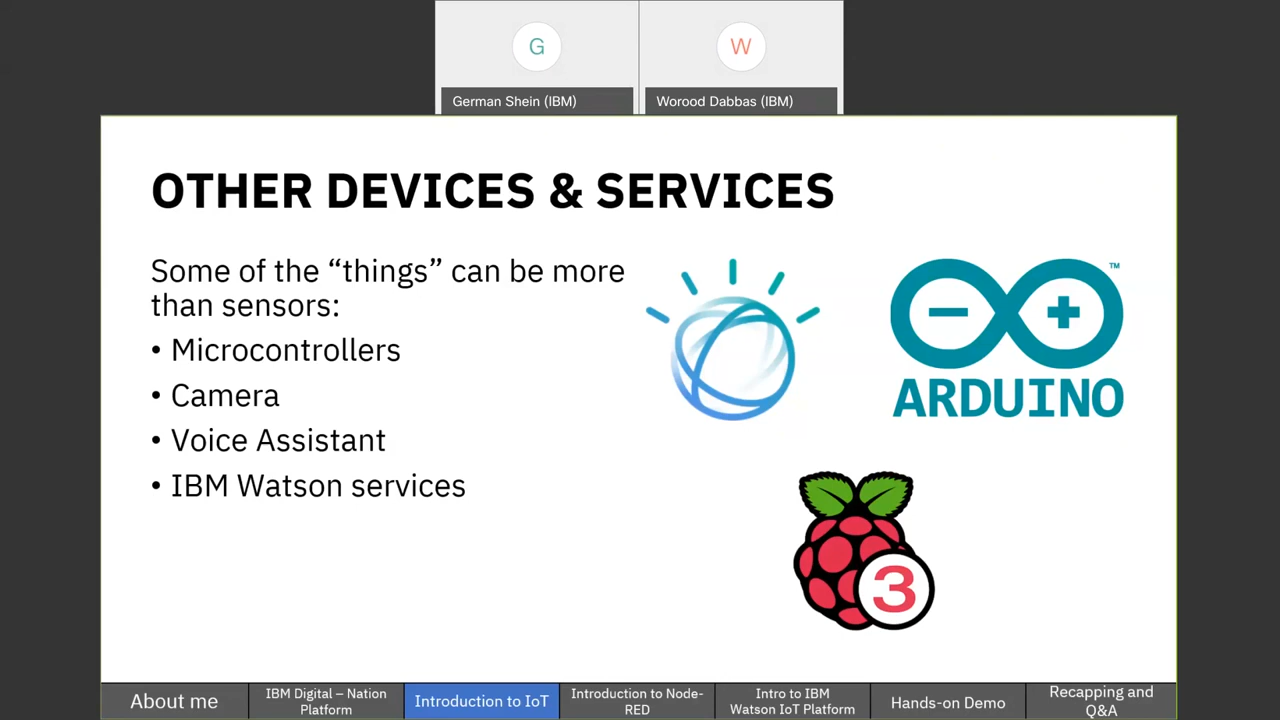 G
W
German Shein (IBM)
Worood Dabbas (IBM)
OTHER DEVICES & SERVICES
Some of the “things” can be more
than sensors:
• Microcontrollers
• Camera
• Voice Assistant
• IBM Watson services
TM
ARDUINO
3
About me
IBM Digital – Nation
Platform
Introduction to IoT
Introduction to Node-
RED
Intro to IBM
Watson IoT Platform
Hands-on Demo
Recapping and
Q&A